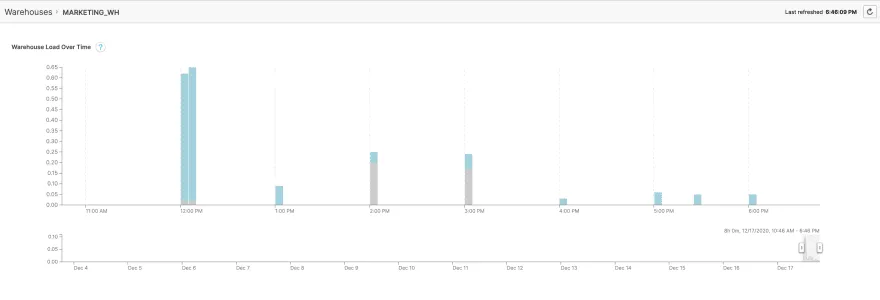 Warehouses > MARKETING_WH
Last refreshed 6:46:09 PM
Warehouse Load Over Time ?
0.65
0.60
0.55
0.50
0.45
0.40
0.35
0.30
0.25
0.20
0.15
0.10
0.05
0.00
11:00 AM 12:00 PM 1:00 PM 2:00 PM 3:00 PM 4:00 PM 5:00 PM 6:00 PM
8h 0m, 12/17/2020, 10:46 AM - 6:46 PM
0.10
0.05
0.00
Dec 4 Dec 5 Dec 6 Dec 7 Dec 8 Dec 9 Dec 10 Dec 11 Dec 12 Dec 13 Dec 14 Dec 15 Dec 16 Dec 17